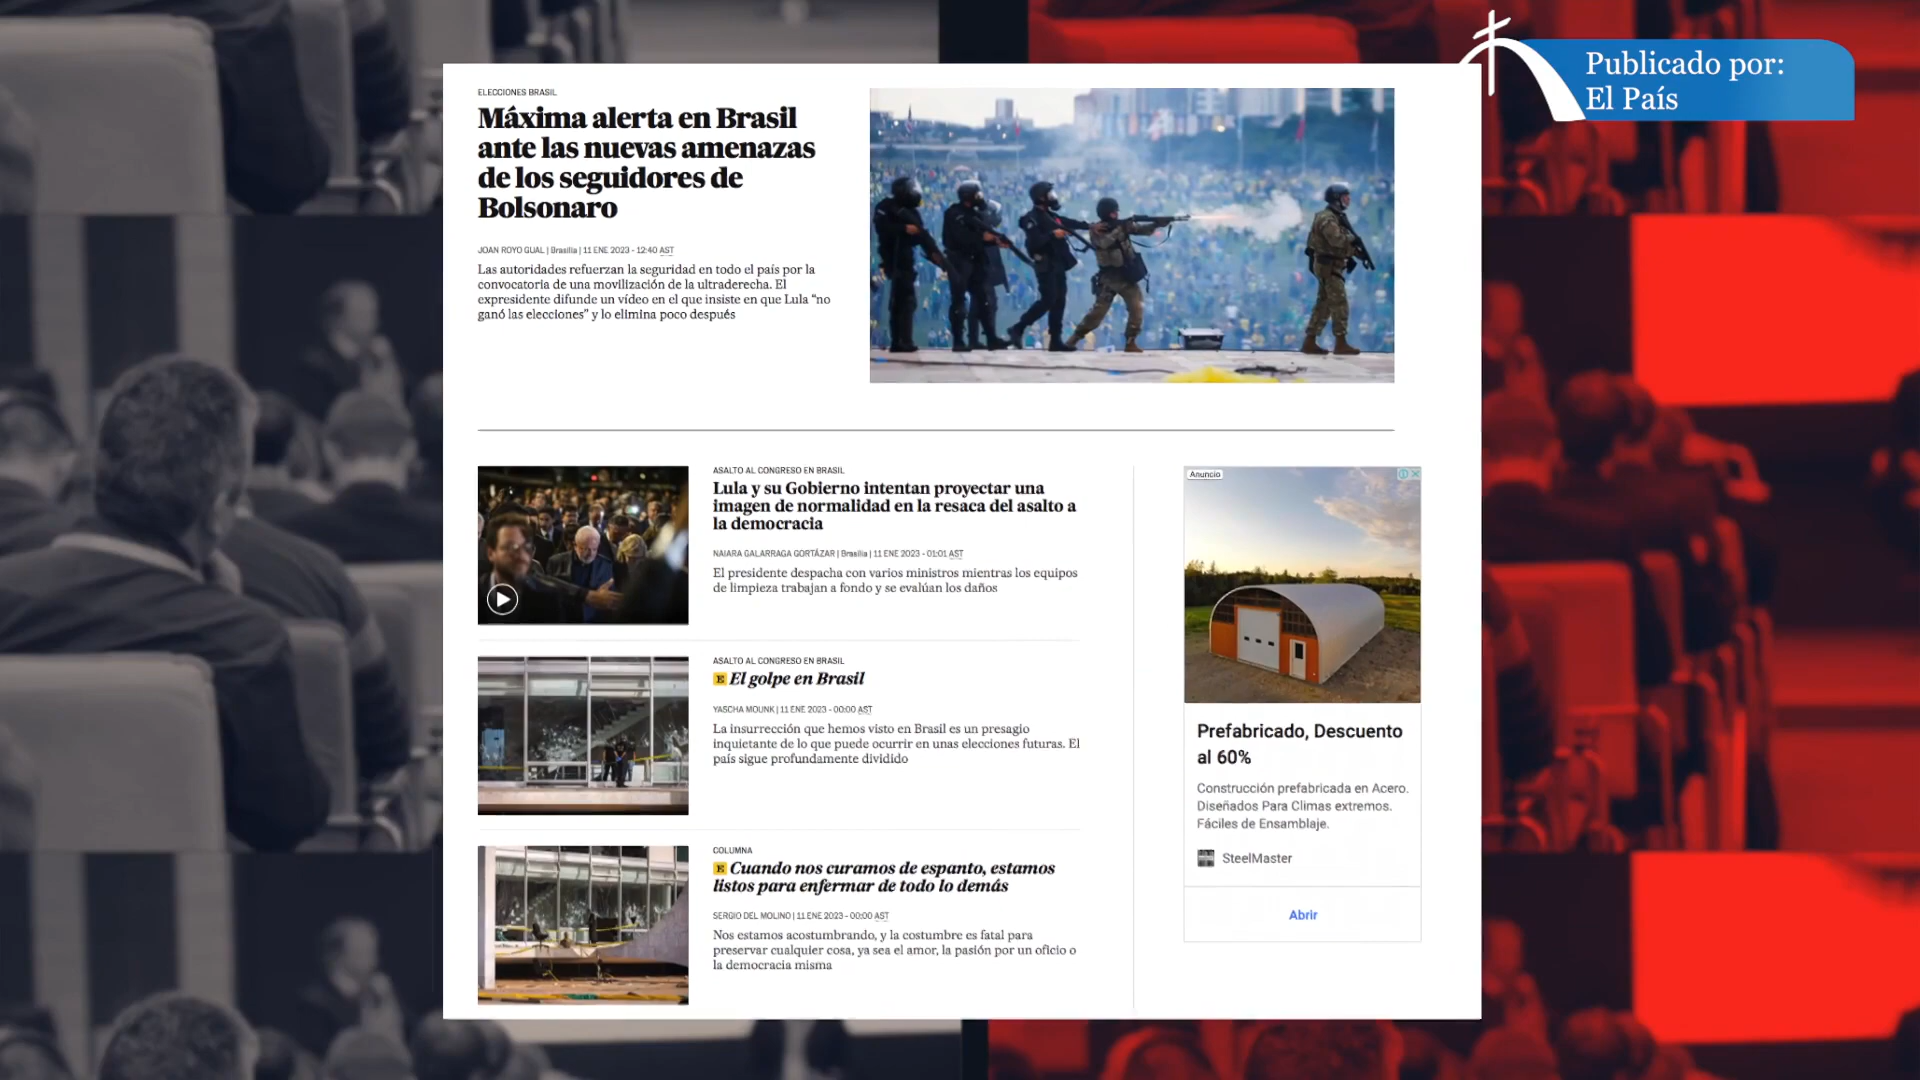 Publicado por:
El País
ELECCIONES BRASIL
Máxima alerta en Brasil
ante las nuevas amenazas
de los seguidores de
Bolsonaro
JOAN ROYO GUAL | Brasilia | 11 ENE 2023 - 12:40 AST
Las autoridades refuerzan la seguridad en todo el país por la
convocatoria de una movilización de la ultraderecha. El
expresidente difunde un vídeo en el que insiste en que Lula “no
ganó las elecciones” y lo elimina poco después
ASALTO AL CONGRESO EN BRASIL
Lula y su Gobierno intentan proyectar una
imagen de normalidad en la resaca del asalto a
la democracia
NAIARA GALARRAGA GORTÁZAR | Brasilia | 11 ENE 2023 - 01:01 AST
El presidente despacha con varios ministros mientras los equipos
de limpieza trabajan a fondo y se evalúan los daños
ASALTO AL CONGRESO EN BRASIL
E El golpe en Brasil
YASCHA MOUNK | 11 ENE 2023 - 00:00 AST
La insurrección que hemos visto en Brasil es un presagio
inquietante de lo que puede ocurrir en unas elecciones futuras. El
país sigue profundamente dividido
COLUMNA
E Cuando nos curamos de espanto, estamos
listos para enfermar de todo lo demás
SERGIO DEL MOLINO | 11 ENE 2023 - 00:00 AST
Nos estamos acostumbrando, y la costumbre es fatal para
preservar cualquier cosa, ya sea el amor, la pasión por un oficio o
la democracia misma
Anuncio
Prefabricado, Descuento
al 60%
Construcción prefabricada en Acero.
Diseñados Para Climas extremos.
Fáciles de Ensamblaje.
SteelMaster
Abrir